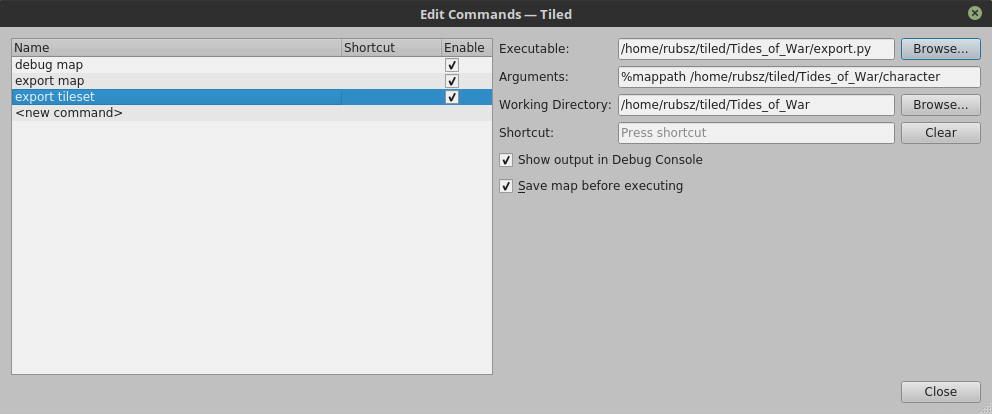 Edit Commands — Tiled
Name Shortcut Enable
debug map
export map
export tileset
<new command>
Executable: /home/rubsz/tiled/Tides_of_War/export.py Browse...
Arguments: %mappath /home/rubsz/tiled/Tides_of_War/character
Working Directory: /home/rubsz/tiled/Tides_of_War Browse...
Shortcut: Press shortcut Clear
Show output in Debug Console
Save map before executing
Close